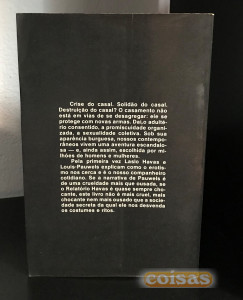 Crise do casal. Solidão do casal.
Destruição do casal? O casamento não
está em vias de se desagregar: ele se
protege com novas armas. Daí, o adulté-
rio consentido, a promiscuidade organi-
zada, a sexualidade coletiva. Sob sua
aparência burguesa, nossos contempo-
râneos vivem uma aventura escandalo-
sa — e, ainda assim, escolhida por mi-
lhões de homens e mulheres.
Pela primeira vez Laslo Havas e
Louis-Pauwels explicam como o erotis-
mo nos cerca e é o nosso companheiro
cotidiano. Se a narrativa de Pauwels é
de uma crueldade mais que ousada, se
o Relatório Havas é quase sempre cho-
cante, este livro não é mais cruel, mais
chocante nem mais ousado que a socie-
dade secreta da qual ele nos desvenda
os costumes e ritos.
coisas